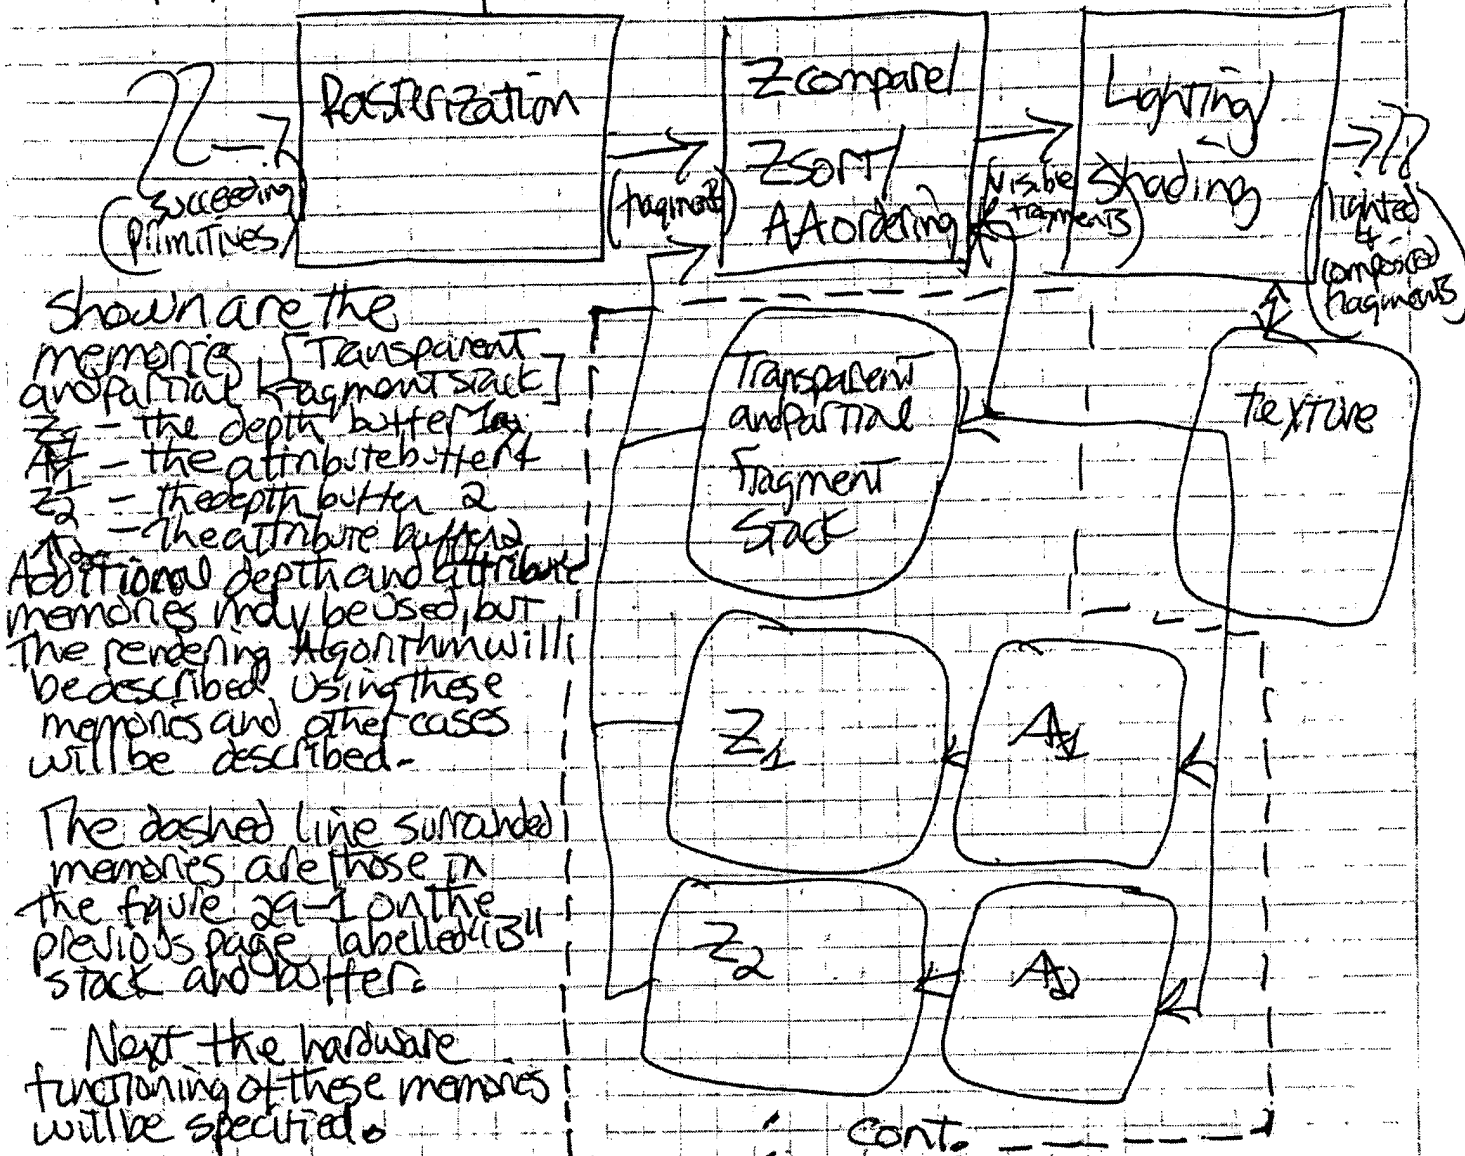 Rasterization
Zcompare/
Zsort/
AAordering
Lighting/
Shading
(succeeding
primitives)
(fragments)
(visible
fragments)
(lighted
+
composited
fragments)
Shown are the
memories [Transparent
and partial fragment stack]
Z1 - the depth buffer 1
A1 - the attribute buffer 1
Z2 - the depth buffer 2
- The attribute buffer 2
Additional depth and attribute
memories may be used, but
the rendering Algorithm will
be described using these
memories and other cases
will be described.
The dashed line surrounded
memories are those in
the figure 29-1 on the
previous page labelled "B"
stack and buffer.
Next the hardware
functioning of these memories
will be specified.
Transparent
and partial
fragment
stack
Texture
Z1
A1
Z2
A2
Cont.